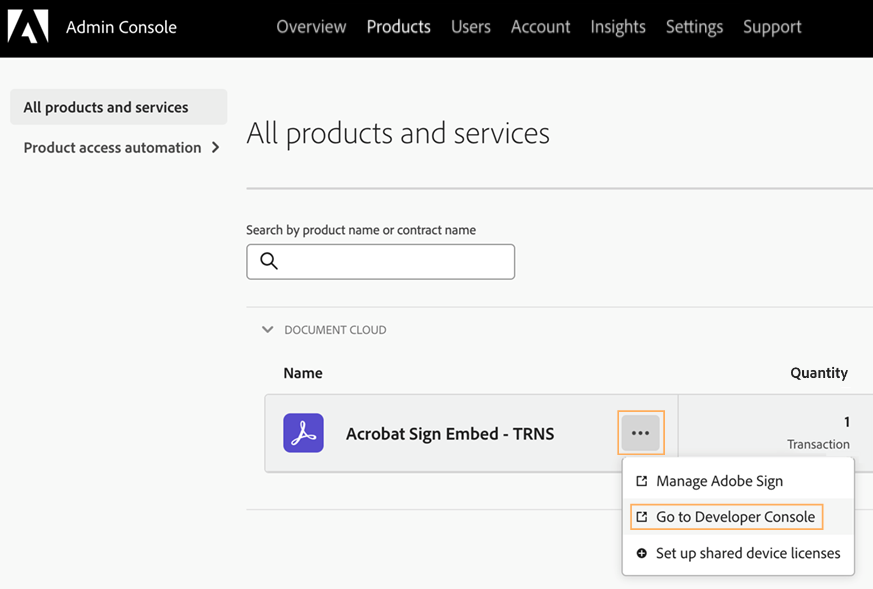 Admin Console
Overview Products Users Account Insights Settings Support
All products and services
Product access automation
All products and services
Search by product name or contract name
DOCUMENT CLOUD
Name Quantity
Acrobat Sign Embed - TRNS
1
Transaction
Manage Adobe Sign
Go to Developer Console
Set up shared device licenses